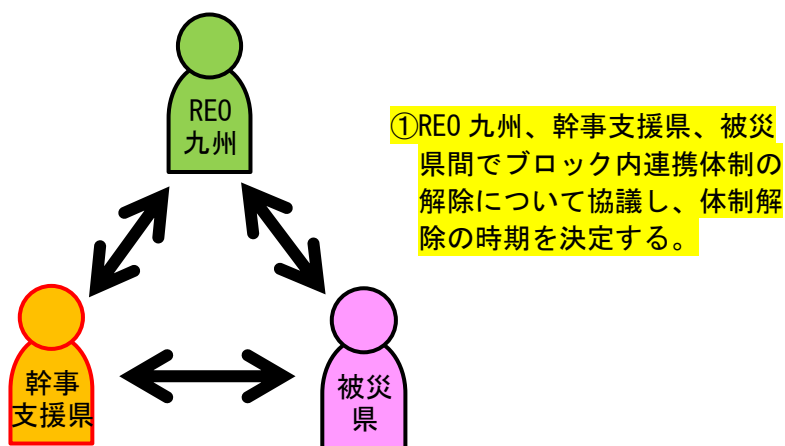 REO
九州
①REO 九州、幹事支援県、被災
県間でブロック内連携体制の
解除について協議し、体制解
除の時期を決定する。
幹事
支援県
被災
県